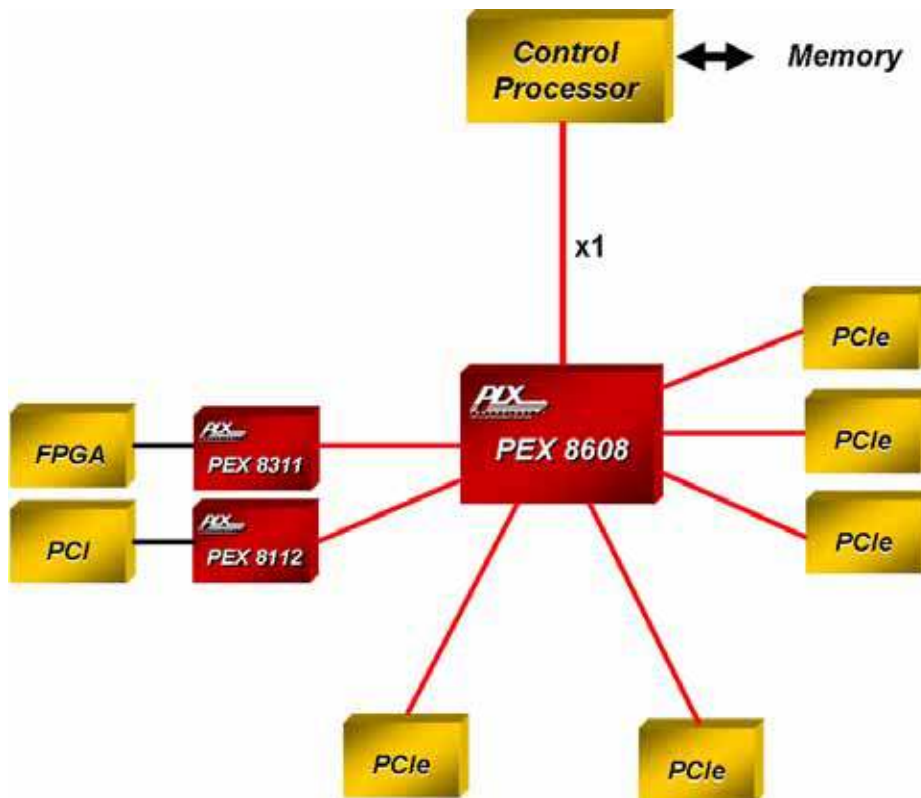 Control
Processor
Memory
x1
PCIe
PLX
PEX 8608
PCIe
FPGA
PLX
PEX 8311
PCI
PLX
PEX 8112
PCIe
PCIe
PCIe